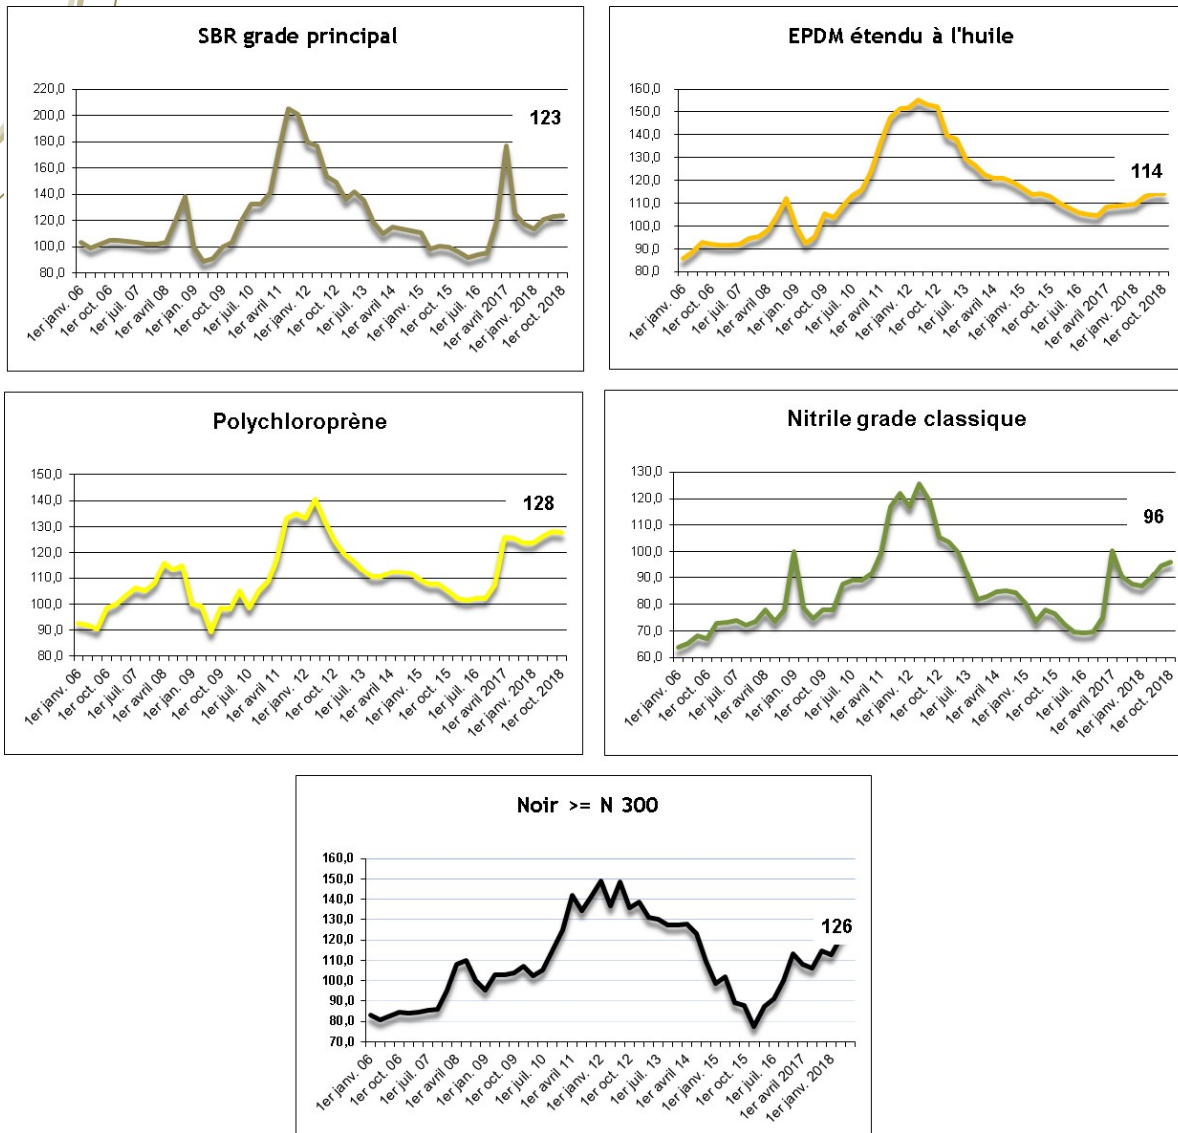 SBR grade principal
220,0
200,0
180,0
160,0
140,0
120,0
100,0
80,0
123
1er janv. 06
1er oct. 06
1er juil. 07
1er avril 08
1er janv. 09
1er oct. 09
1er juil. 10
1er avril 11
1er janv. 12
1er oct. 12
1er juil. 13
1er avril 14
1er janv. 15
1er oct. 15
1er juil. 16
1er avril 2017
1er janv. 2018
1er oct. 2018
EPDM étendu à l'huile
160,0
150,0
140,0
130,0
120,0
110,0
100,0
90,0
80,0
114
1er janv. 06
1er oct. 06
1er juil. 07
1er avril 08
1er janv. 09
1er oct. 09
1er juil. 10
1er avril 11
1er janv. 12
1er oct. 12
1er juil. 13
1er avril 14
1er janv. 15
1er oct. 15
1er juil. 16
1er avril 2017
1er janv. 2018
1er oct. 2018
Polychloroprène
150,0
140,0
130,0
120,0
110,0
100,0
90,0
80,0
128
1er janv. 06
1er oct. 06
1er juil. 07
1er avril 08
1er janv. 09
1er oct. 09
1er juil. 10
1er avril 11
1er janv. 12
1er oct. 12
1er juil. 13
1er avril 14
1er janv. 15
1er oct. 15
1er juil. 16
1er avril 2017
1er janv. 2018
1er oct. 2018
Nitrile grade classique
130,0
120,0
110,0
100,0
90,0
80,0
70,0
60,0
96
1er janv. 06
1er oct. 06
1er juil. 07
1er avril 08
1er janv. 09
1er oct. 09
1er juil. 10
1er avril 11
1er janv. 12
1er oct. 12
1er juil. 13
1er avril 14
1er janv. 15
1er oct. 15
1er juil. 16
1er avril 2017
1er janv. 2018
1er oct. 2018
Noir >= N 300
160,0
150,0
140,0
130,0
120,0
110,0
100,0
90,0
80,0
70,0
126
1er janv. 06
1er oct. 06
1er juil. 07
1er avril 08
1er janv. 09
1er oct. 09
1er juil. 10
1er avril 11
1er janv. 12
1er oct. 12
1er juil. 13
1er avril 14
1er janv. 15
1er oct. 15
1er juil. 16
1er avril 2017
1er janv. 2018